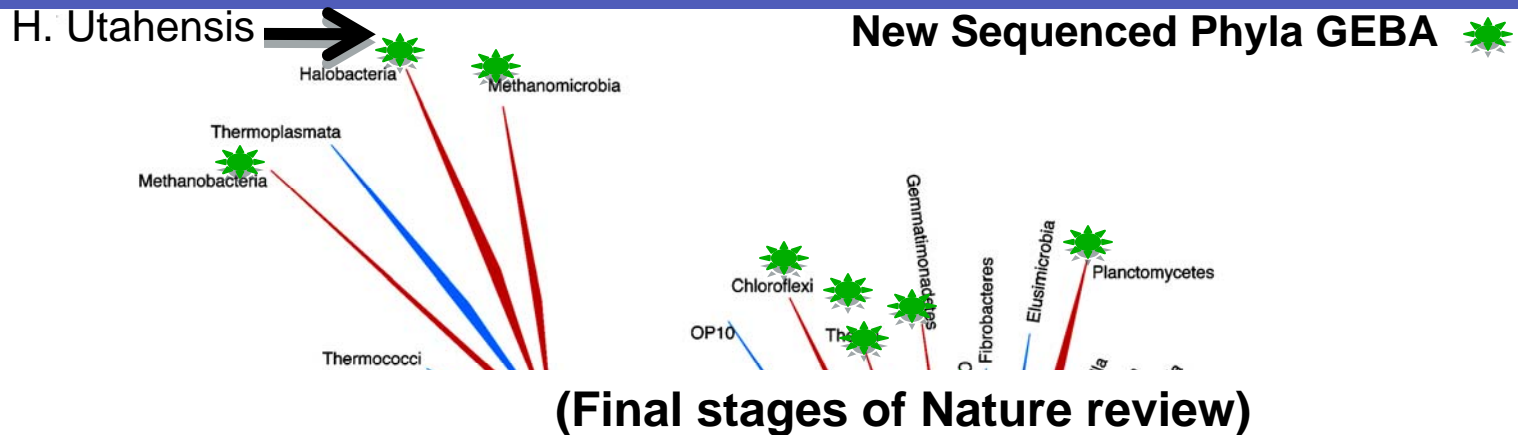 H. Utahensis
New Sequenced Phyla GEBA
Halobacteria
Methanomicrobia
Thermoplasmata
Methanobacteria
Gemmatimonadetes
Elusimicrobia
Chloroflexi
Planctomycetes
Fibrobacteres
OP10
Thermococci
(Final stages of Nature review)